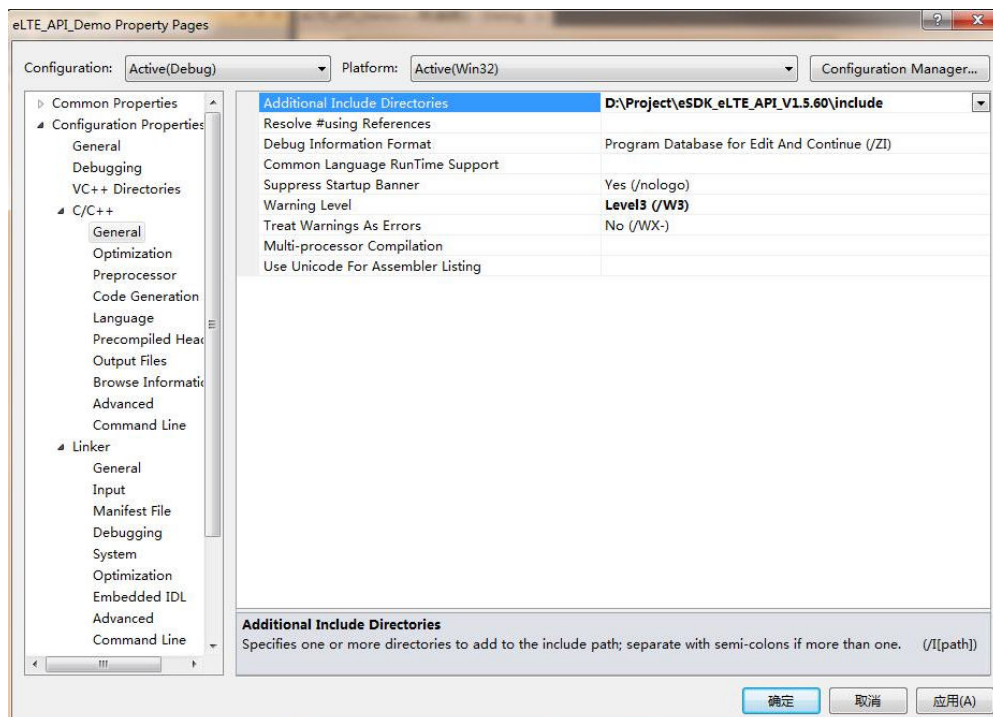 eLTE_API_Demo Property Pages
Configuration: Active(Debug) Platform: Active(Win32) Configuration Manager...
Common Properties
Configuration Properties
General
Debugging
VC++ Directories
C/C++
General
Optimization
Preprocessor
Code Generation
Language
Precompiled Head
Output Files
Browse Informatic
Advanced
Command Line
Linker
General
Input
Manifest File
Debugging
System
Optimization
Embedded IDL
Advanced
Command Line
Additional Include Directories D:\Project\eSDK_eLTE_API_V1.5.60\include
Resolve #using References
Debug Information Format Program Database for Edit And Continue (/ZI)
Common Language RunTime Support
Suppress Startup Banner Yes (/nologo)
Warning Level Level3 (/W3)
Treat Warnings As Errors No (/WX-)
Multi-processor Compilation
Use Unicode For Assembler Listing
Additional Include Directories
Specifies one or more directories to add to the include path; separate with semi-colons if more than one. (/I[path])
确定 取消 应用(A)